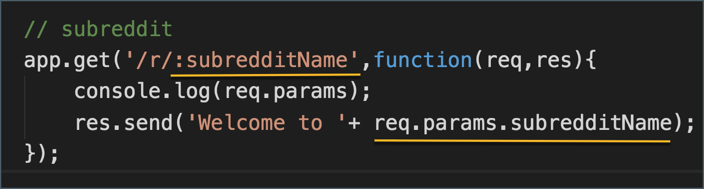 // subreddit
app.get('/r/:subredditName',function(req,res){
    console.log(req.params);
    res.send('Welcome to '+ req.params.subredditName);
});